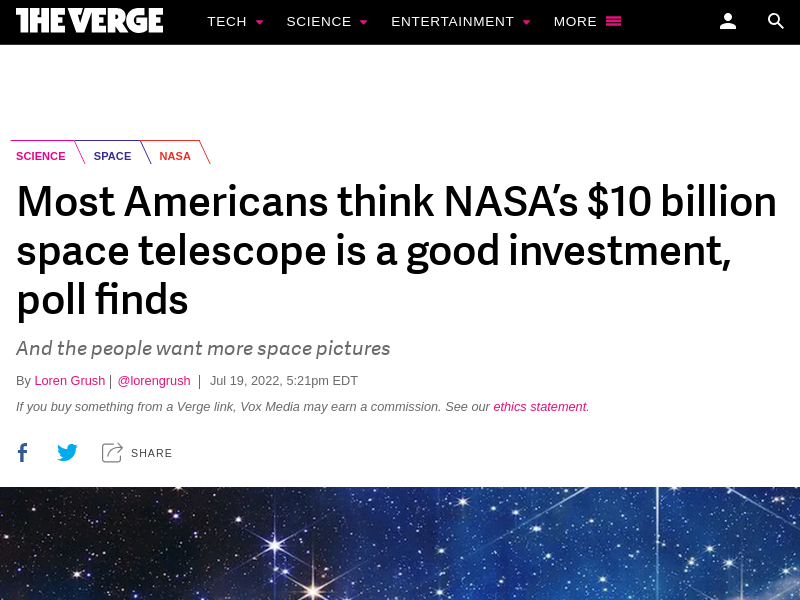 THE VERGE TECH SCIENCE ENTERTAINMENT MORE
SCIENCE SPACE NASA
Most Americans think NASA’s $10 billion
space telescope is a good investment,
poll finds
And the people want more space pictures
By Loren Grush | @lorengrush | Jul 19, 2022, 5:21pm EDT
If you buy something from a Verge link, Vox Media may earn a commission. See our ethics statement.
SHARE